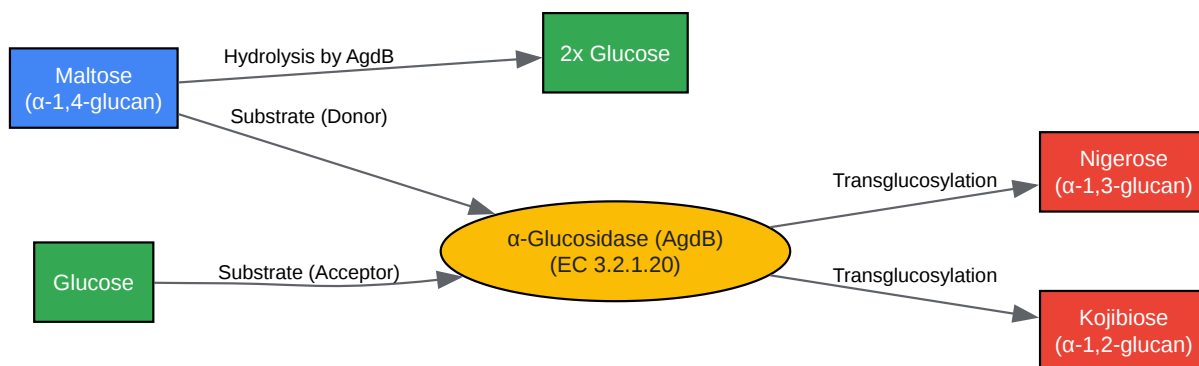 Maltose
(α-1,4-glucan)
Hydrolysis by AgdB
2x Glucose
Substrate (Donor)
Glucose
Substrate (Acceptor)
α-Glucosidase (AgdB)
(EC 3.2.1.20)
Transglucosylation
Nigerose
(α-1,3-glucan)
Transglucosylation
Kojibiose
(α-1,2-glucan)